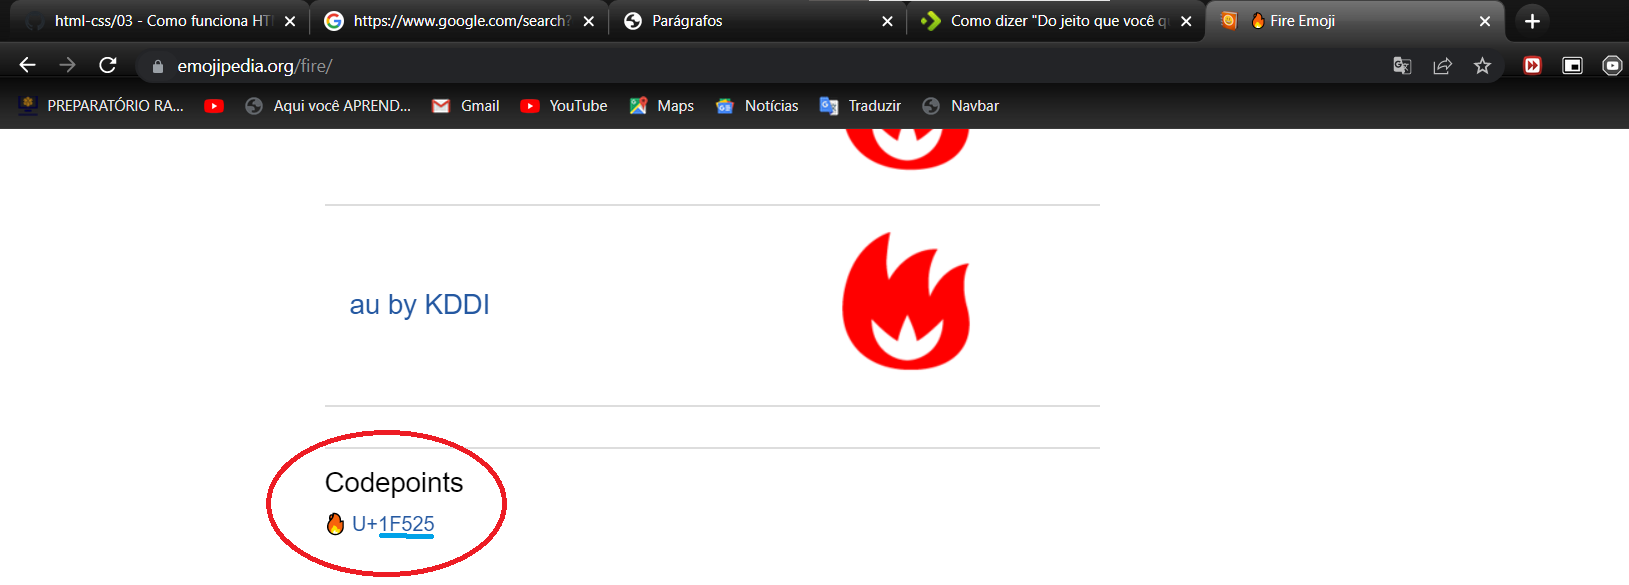 html-css/03 - Como funciona HT
https://www.google.com/search?
Parágrafos
Como dizer "Do jeito que você q
🔥 Fire Emoji
emojipedia.org/fire/
PREPARATÓRIO RA...
Aqui você APREND...
Gmail
YouTube
Maps
Notícias
Traduzir
Navbar
au by KDDI
Codepoints
🔥 U+1F525